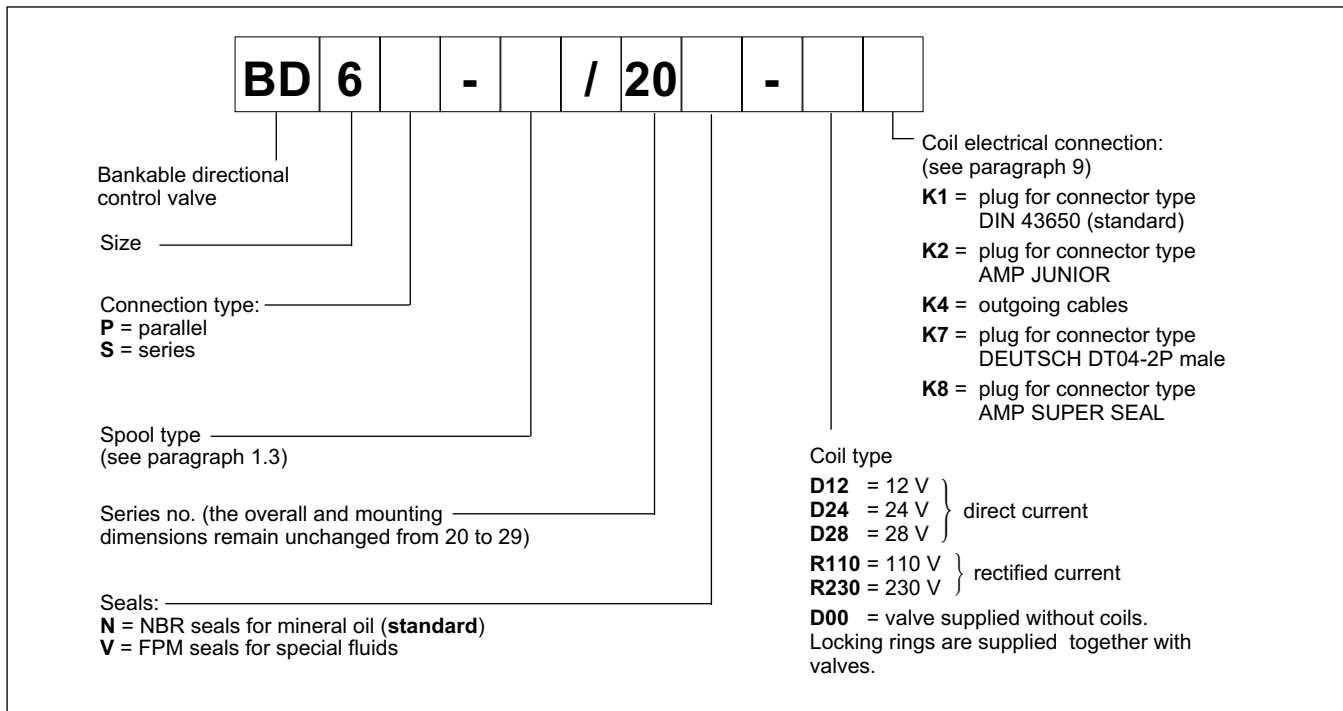 BD 6 - / 20 -
Bankable directional
control valve
Size
Connection type:
P = parallel
S = series
Spool type
(see paragraph 1.3)
Series no. (the overall and mounting
dimensions remain unchanged from 20 to 29)
Seals:
N = NBR seals for mineral oil (standard)
V = FPM seals for special fluids
Coil electrical connection:
(see paragraph 9)
K1 = plug for connector type
DIN 43650 (standard)
K2 = plug for connector type
AMP JUNIOR
K4 = outgoing cables
K7 = plug for connector type
DEUTSCH DT04-2P male
K8 = plug for connector type
AMP SUPER SEAL
Coil type
D12 = 12 V
D24 = 24 V
D28 = 28 V
direct current
R110 = 110 V
R230 = 230 V
rectified current
D00 = valve supplied without coils.
Locking rings are supplied together with
valves.